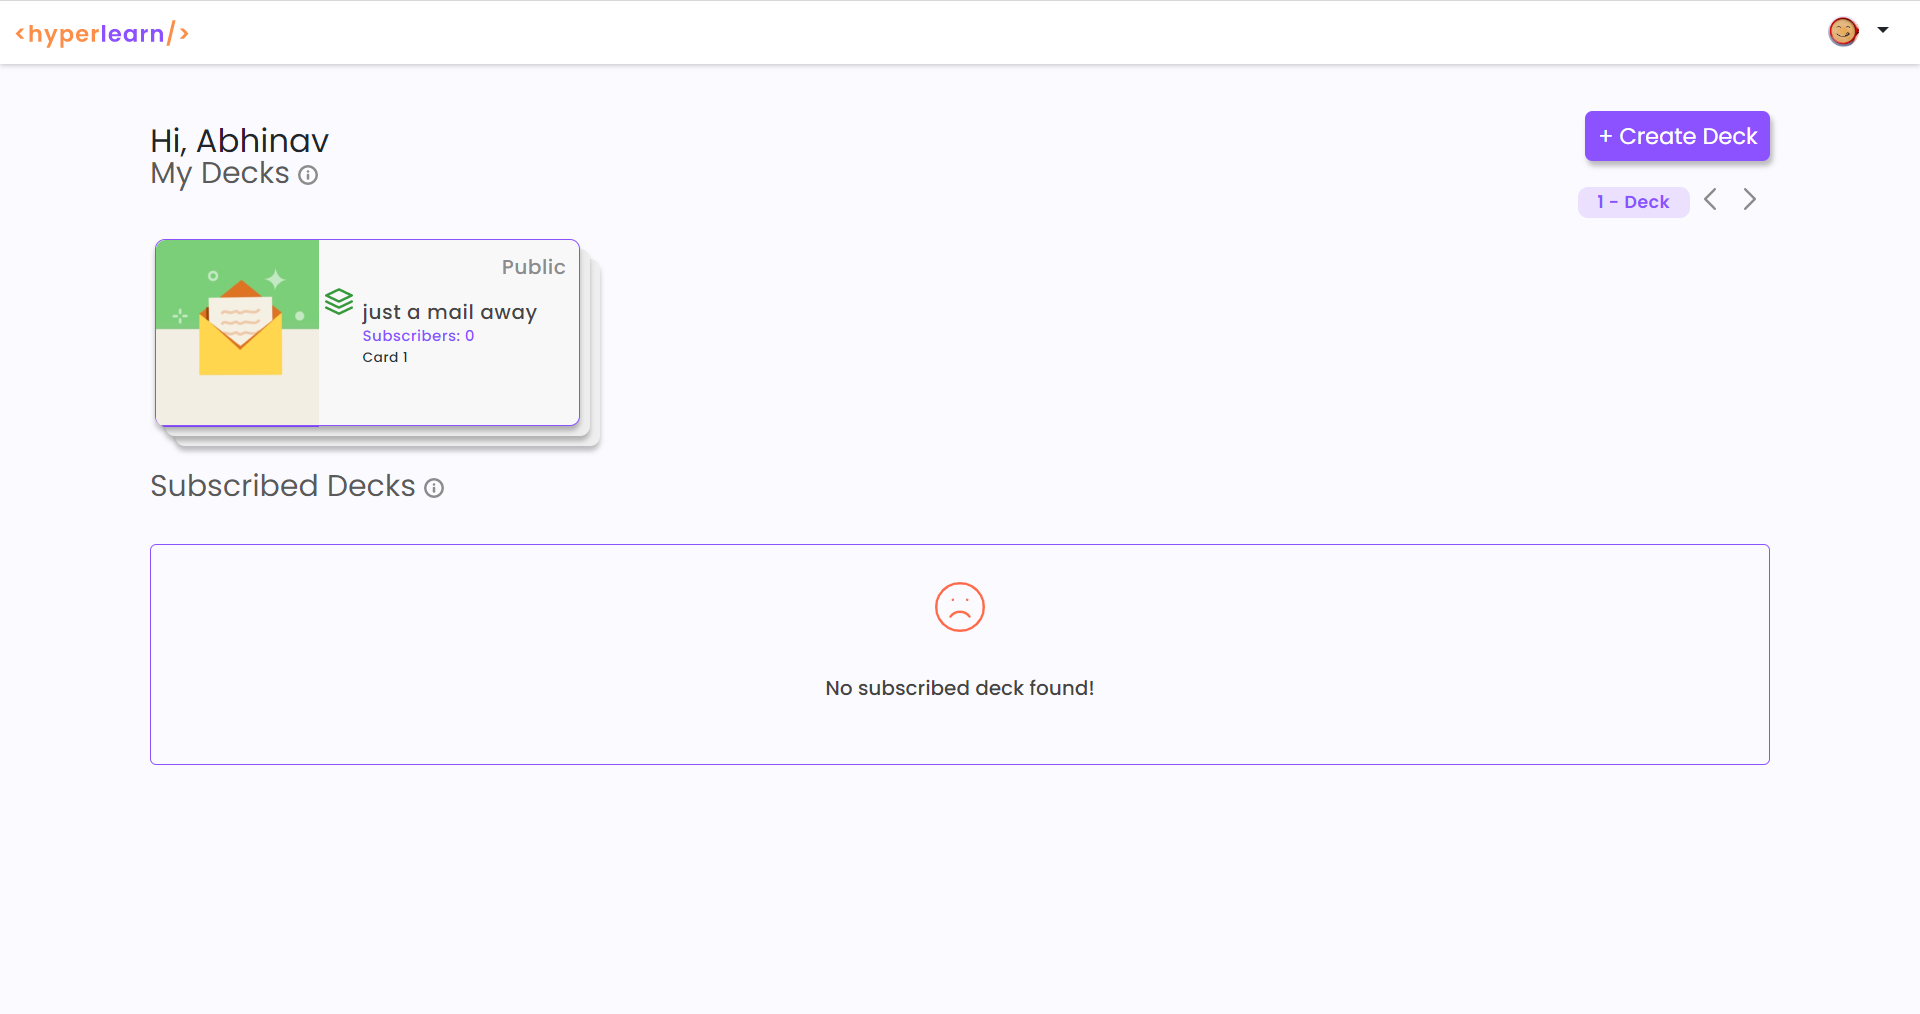 <hyperlearn/>
Hi, Abhinav
+ Create Deck
My Decks
1 - Deck
Public
just a mail away
Subscribers: 0
Card 1
Subscribed Decks
No subscribed deck found!